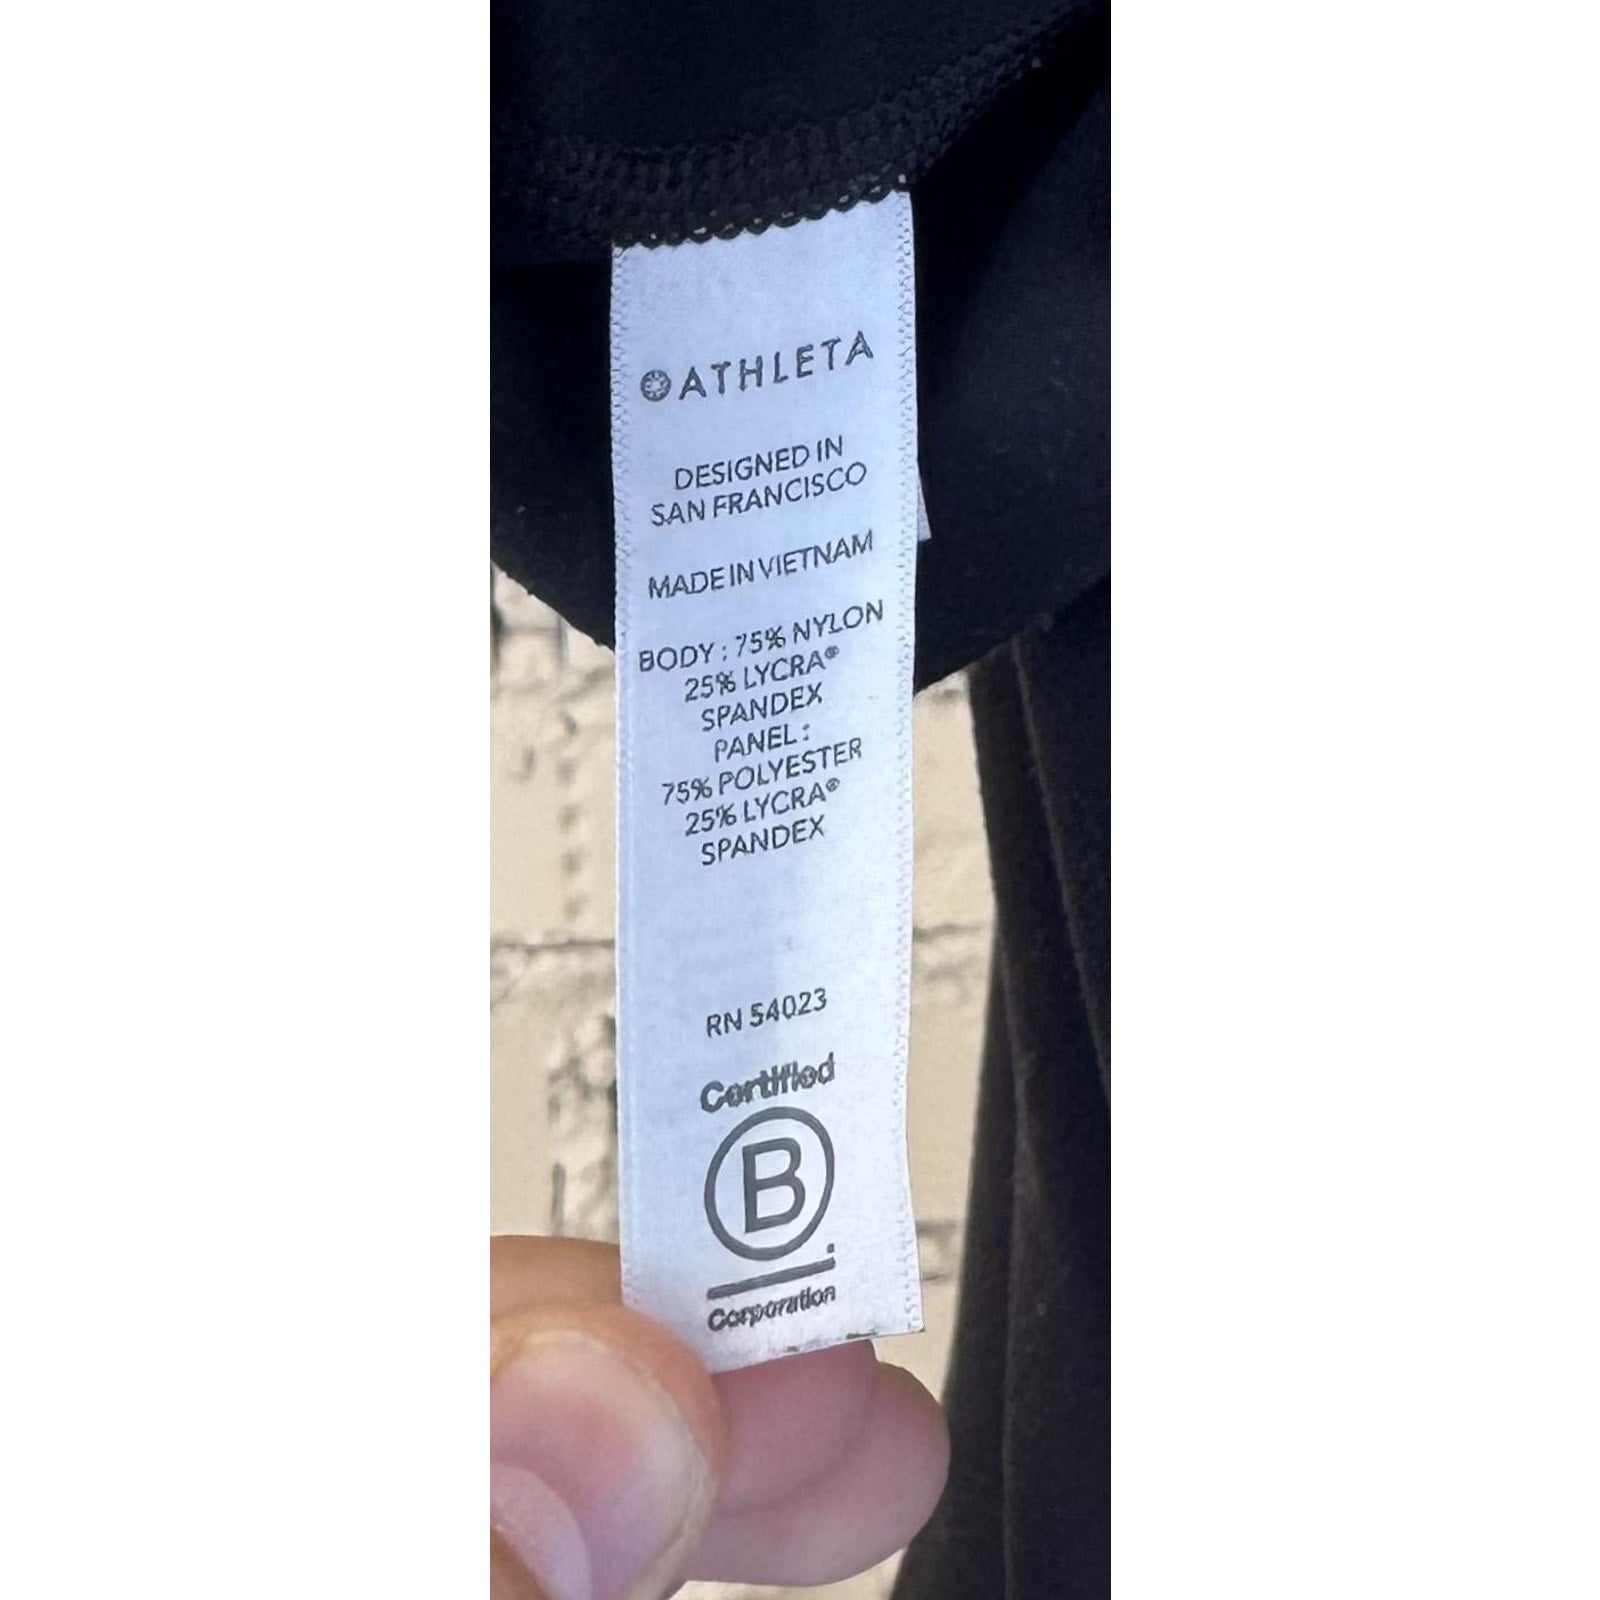 ATHLETA
DESIGNED IN
SAN FRANCISCO
MADE IN VIETNAM
BODY : 75% NYLON
25% LYCRA®
SPANDEX
PANEL :
75% POLYESTER
25% LYCRA®
SPANDEX
RN 54023
Certified
B
Corporation